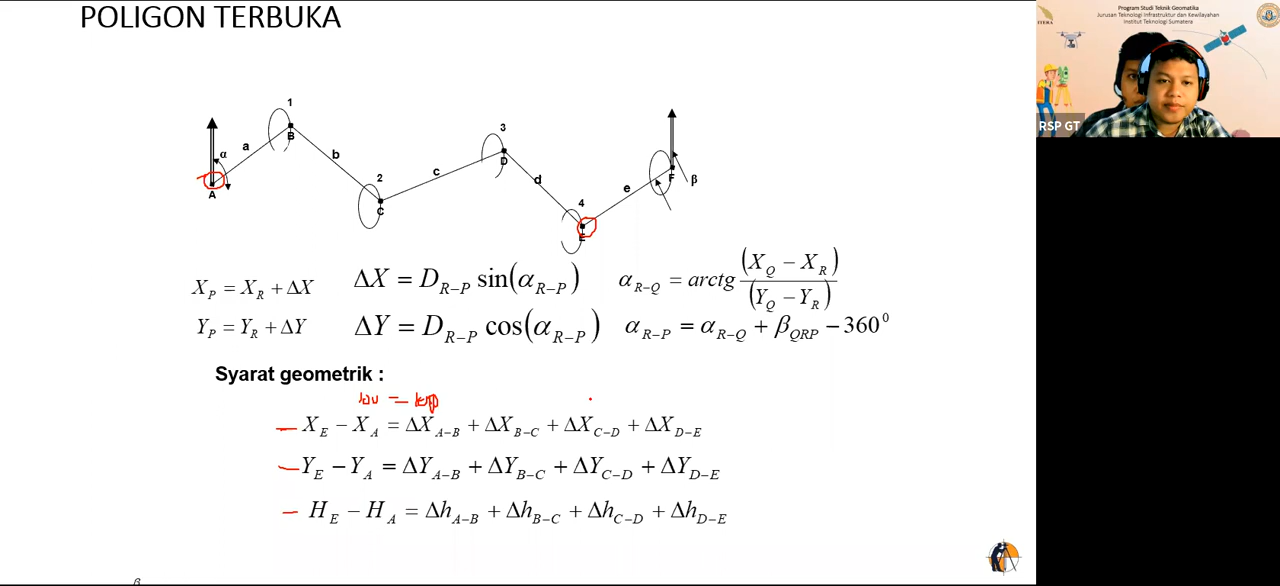 POLIGON TERBUKA
Program Studi Teknik Geomatika
Jurusan Teknologi Infrastruktur dan Kewilayahan
Institut Teknologi Sumatera
ITERA
RSP GT
1
B
a
α
A
b
2
C
c
3
D
d
4
E
e
F
β
X_P = X_R + ΔX
ΔX = D_{R-P} sin(α_{R-P})
α_{R-Q} = arctg (X_Q − X_R) / (Y_Q − Y_R)
Y_P = Y_R + ΔY
ΔY = D_{R-P} cos(α_{R-P})
α_{R-P} = α_{R-Q} + β_{QRP} − 360⁰
Syarat geometrik :
X_E − X_A = ΔX_{A-B} + ΔX_{B-C} + ΔX_{C-D} + ΔX_{D-E}
Y_E − Y_A = ΔY_{A-B} + ΔY_{B-C} + ΔY_{C-D} + ΔY_{D-E}
H_E − H_A = Δh_{A-B} + Δh_{B-C} + Δh_{C-D} + Δh_{D-E}
β